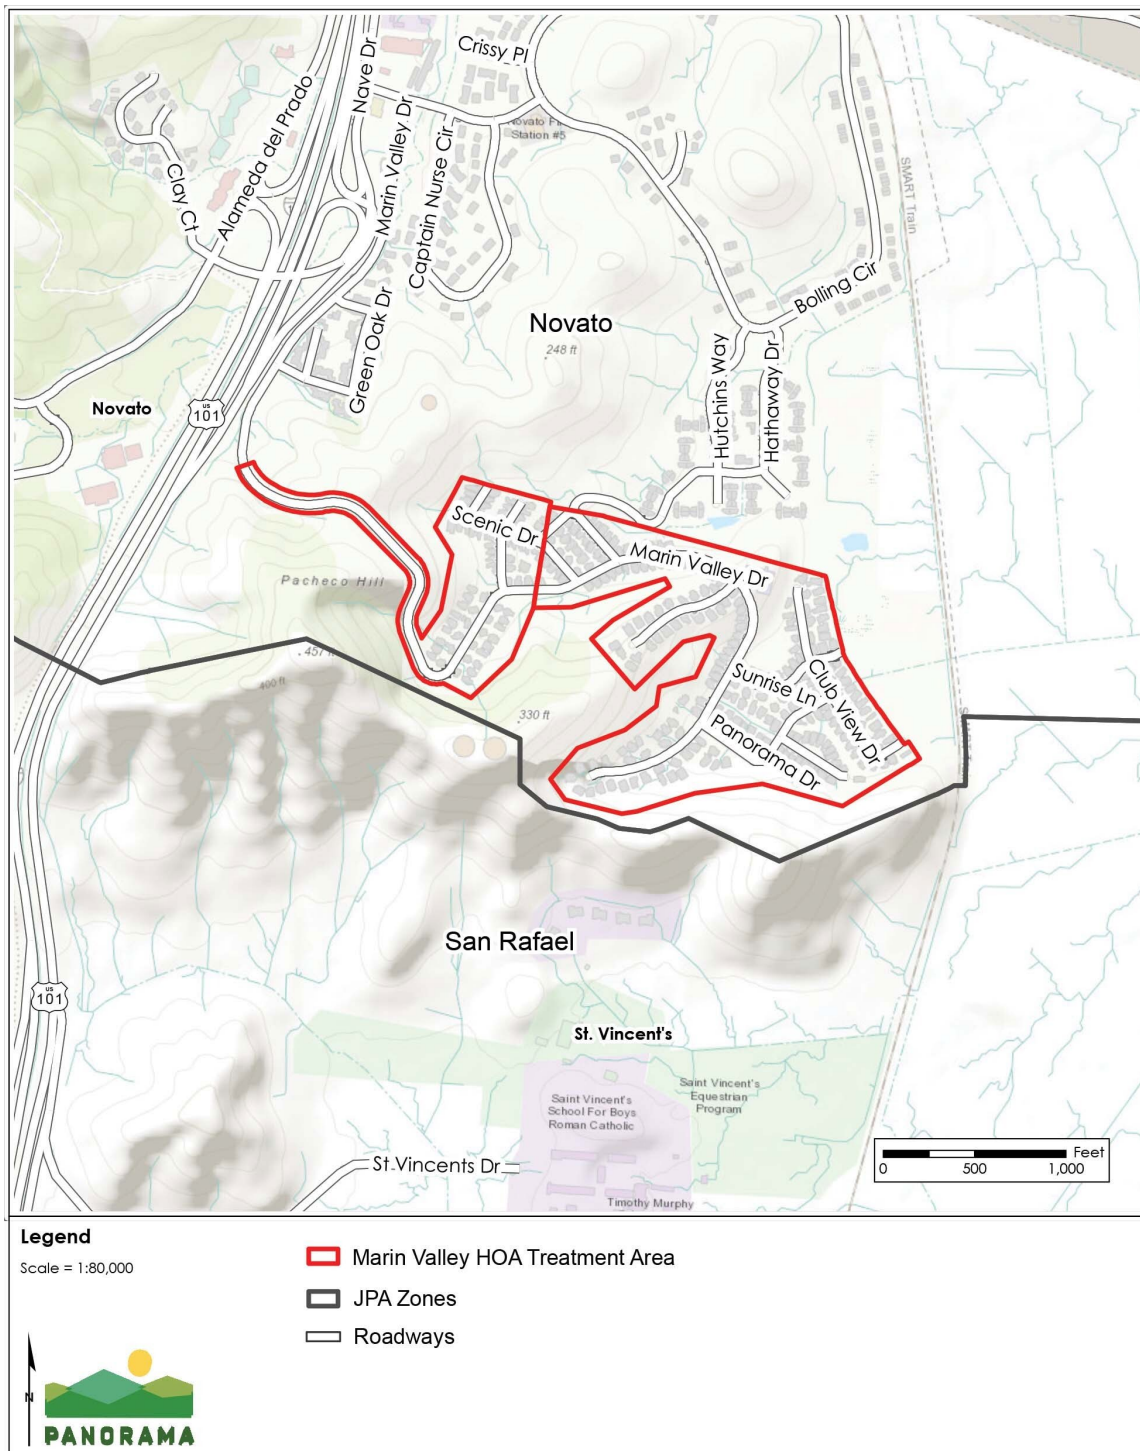 Crissy Pl
Nave Dr
Alameda del Prado
Marin Valley Dr
Captain Nurse Cir
Clay Ct
Station #5
SMART Train
Bolling Cir
Novato
248 ft
Green Oak Dr
Hutchins Way
Hathaway Dr
Novato
US
101
Scenic Dr
Marin Valley Dr
Pacheco Hill
457
400 ft
330 ft
Sunrise Ln
Club View Dr
Panorama Dr
San Rafael
US
101
St. Vincent's
Saint Vincent's
Equestrian
Program
Saint Vincent's
School For Boys
Roman Catholic
St Vincents Dr
Timothy Murphy
Feet
0 500 1,000
Legend
Scale = 1:80,000
Marin Valley HOA Treatment Area
JPA Zones
Roadways
N
PANORAMA